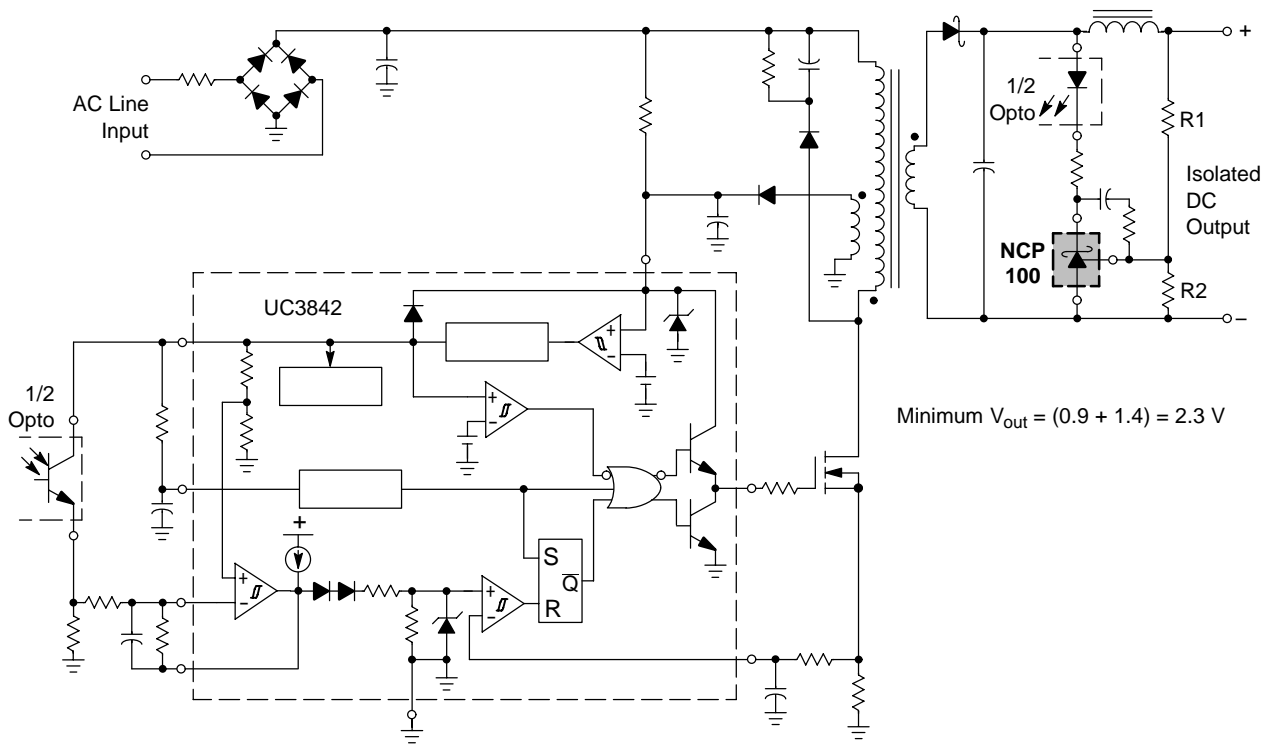 AC Line
Input
1/2
Opto
R1
Isolated
DC
Output
NCP
100
R2
+
–
UC3842
1/2
Opto
Minimum Vout = (0.9 + 1.4) = 2.3 V
+
–
+
–
+
S
Q̅
R
+
–
+
–